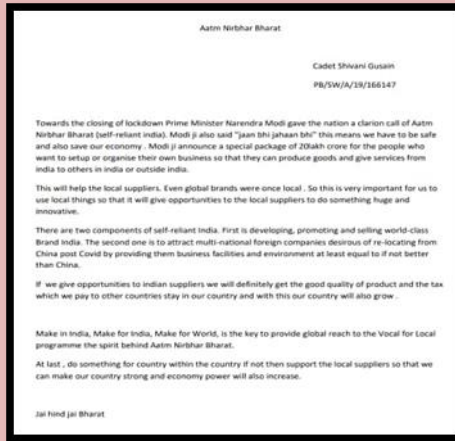 Aatm Nirbhar Bharat
Cadet Shivani Gusain
PB/SW/A/19/166147
Towards the closing of lockdown Prime Minister Narendra Modi gave the nation a clarion call of Aatm
Nirbhar Bharat (self-reliant india). Modi ji also said "jaan bhi jahaan bhi" this means we have to be safe
and also save our economy . Modi ji announce a special package of 20lakh crore for the people who
want to setup or organise their own business so that they can produce goods and give services from
india to others in india or outside india.
This will help the local suppliers. Even global brands were once local . So this is very important for us to
use local things so that it will give opportunities to the local suppliers to do something huge and
innovative.
There are two components of self-reliant India. First is developing, promoting and selling world-class
Brand India. The second one is to attract multi-national foreign companies desirous of re-locating from
China post Covid by providing them business facilities and environment at least equal to if not better
than China.
If we give opportunities to indian suppliers we will definitely get the good quality of product and the tax
which we pay to other countries stay in our country and with this our country will also grow .
Make in India, Make for India, Make for World, is the key to provide global reach to the Vocal for Local
programme the spirit behind Aatm Nirbhar Bharat.
At last , do something for country within the country if not then support the local suppliers so that we
can make our country strong and economy power will also increase.
Jai hind jai Bharat